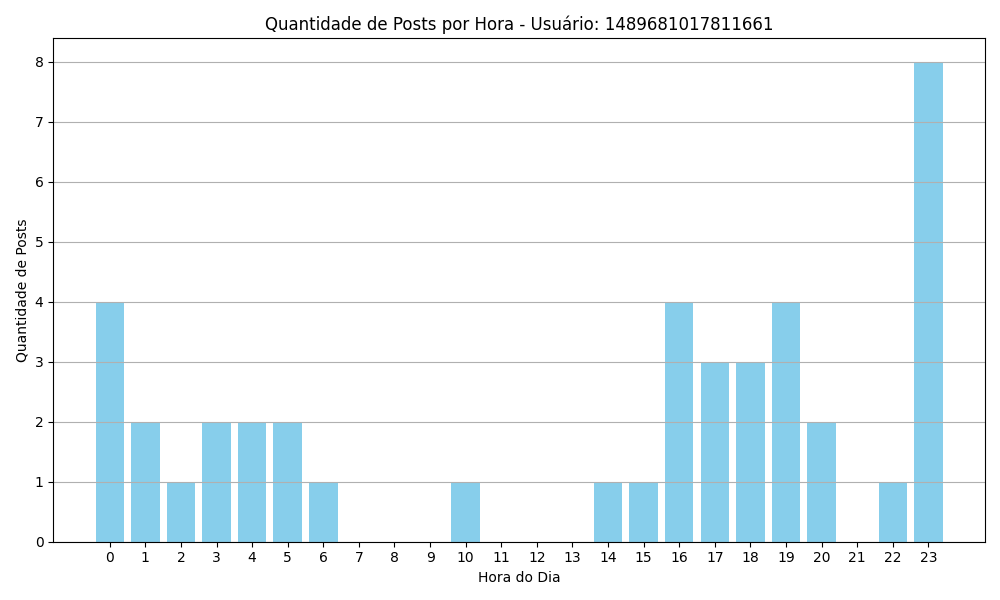 Quantidade de Posts por Hora - Usuário: 1489681017811661
Quantidade de Posts
8
7
6
5
4
3
2
1
0
0 1 2 3 4 5 6 7 8 9 10 11 12 13 14 15 16 17 18 19 20 21 22 23
Hora do Dia